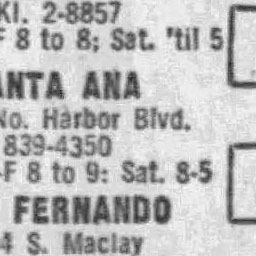 KI. 2-8857
F 8 to 8; Sat. 'til 5
ANTA ANA
No. Harbor Blvd.
839-4350
-F 8 to 9: Sat. 8-5
FERNANDO
4 S. Maclay